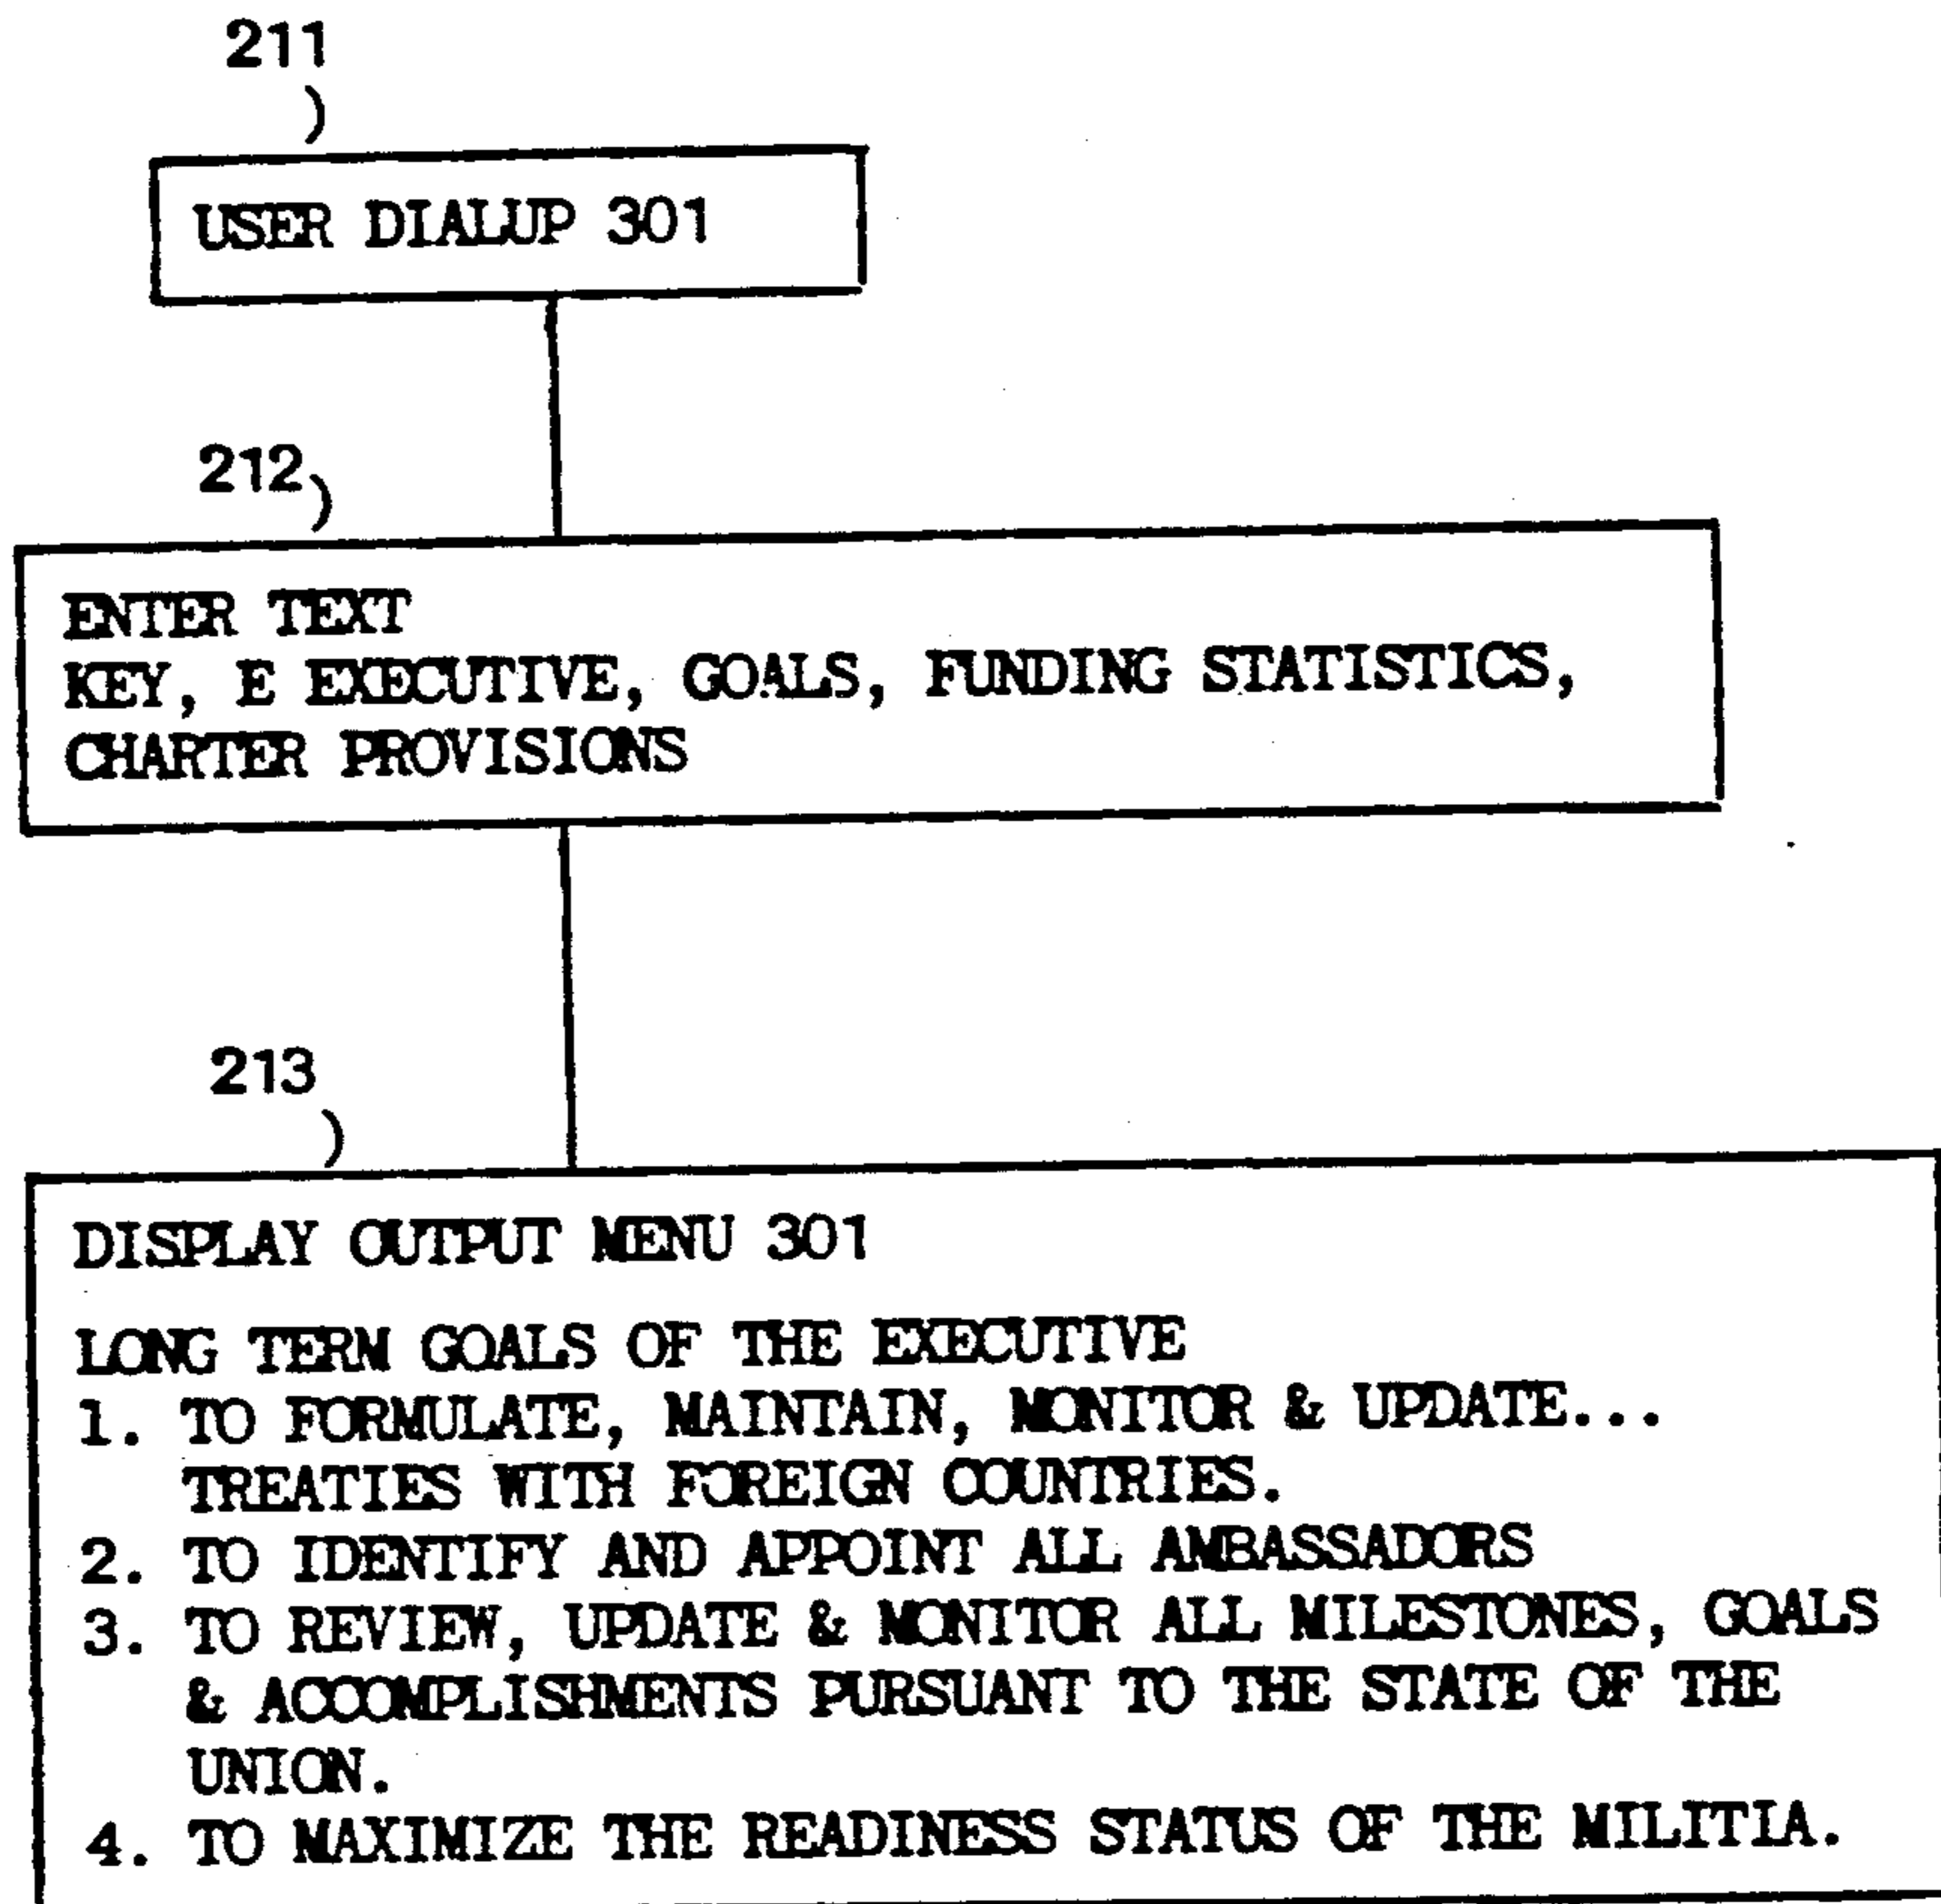 211
USER DIALUP 301
212
ENTER TEXT
KEY, E EXECUTIVE, GOALS, FUNDING STATISTICS,
CHARTER PROVISIONS
213
DISPLAY OUTPUT MENU 301
LONG TERM GOALS OF THE EXECUTIVE
1. TO FORMULATE, MAINTAIN, MONITOR & UPDATE...
TREATIES WITH FOREIGN COUNTRIES.
2. TO IDENTIFY AND APPOINT ALL AMBASSADORS
3. TO REVIEW, UPDATE & MONITOR ALL MILESTONES, GOALS
& ACCOMPLISHMENTS PURSUANT TO THE STATE OF THE
UNION.
4. TO MAXIMIZE THE READINESS STATUS OF THE MILITIA.